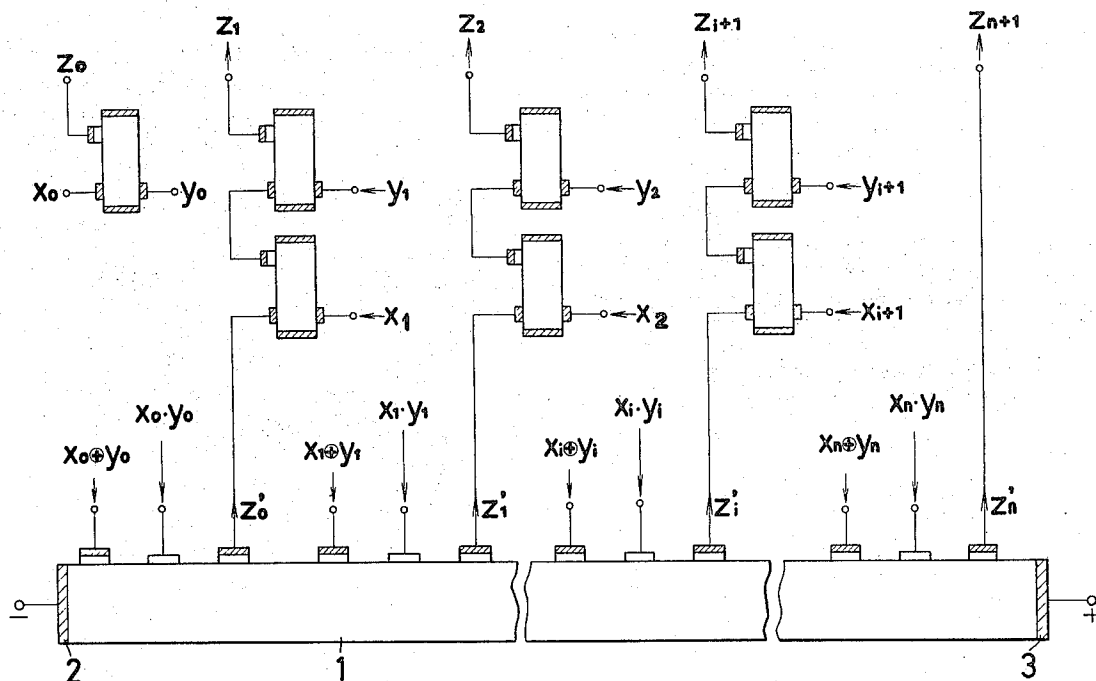 Z₀
Z₁
Z₂
Zᵢ₊₁
Zₙ₊₁
X₀
y₀
y₁
y₂
yᵢ₊₁
X₁
X₂
Xᵢ₊₁
X₀⊕y₀
X₀·y₀
Z'₀
X₁⊕y₁
X₁·y₁
Z'₁
Xᵢ⊕yᵢ
Xᵢ·yᵢ
Z'ᵢ
Xₙ⊕yₙ
Xₙ·yₙ
Z'ₙ
−
+
2
1
3